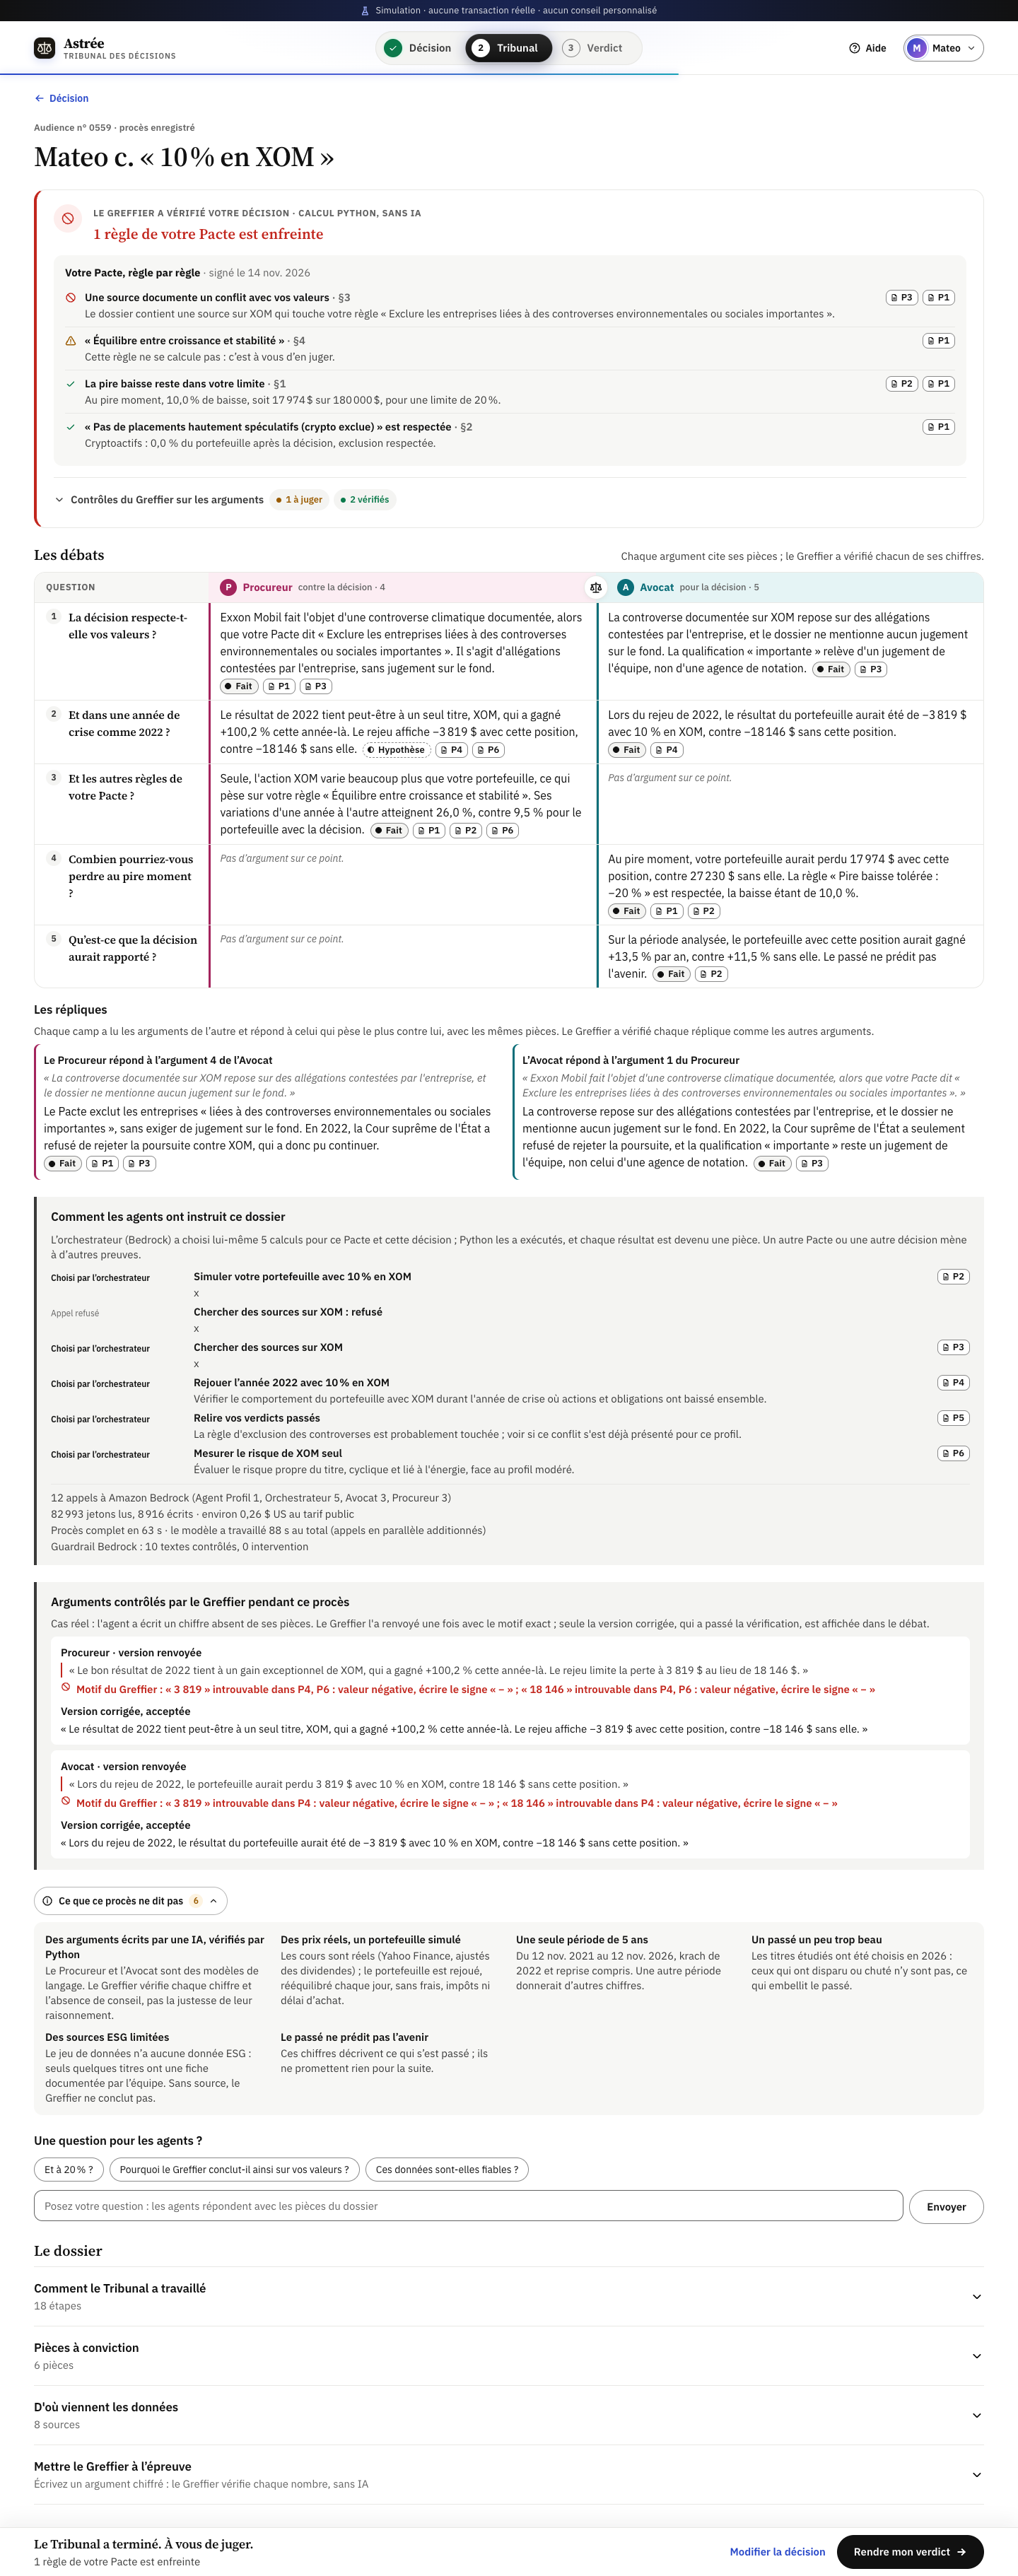 Simulation · aucune transaction réelle · aucun conseil personnalisé
Astrée
TRIBUNAL DES DÉCISIONS
Décision
2 Tribunal
3 Verdict
Aide
M Mateo
← Décision
Audience n° 0559 · procès enregistré
Mateo c. « 10 % en XOM »
LE GREFFIER A VÉRIFIÉ VOTRE DÉCISION · CALCUL PYTHON, SANS IA
1 règle de votre Pacte est enfreinte
Votre Pacte, règle par règle · signé le 14 nov. 2026
Une source documente un conflit avec vos valeurs · §3
P3 P1
Le dossier contient une source sur XOM qui touche votre règle « Exclure les entreprises liées à des controverses environnementales ou sociales importantes ».
« Équilibre entre croissance et stabilité » · §4
P1
Cette règle ne se calcule pas : c’est à vous d’en juger.
La pire baisse reste dans votre limite · §1
P2 P1
Au pire moment, 10,0 % de baisse, soit 17 974 $ sur 180 000 $, pour une limite de 20 %.
« Pas de placements hautement spéculatifs (crypto exclue) » est respectée · §2
P1
Cryptoactifs : 0,0 % du portefeuille après la décision, exclusion respectée.
Contrôles du Greffier sur les arguments
1 à juger
2 vérifiés
Les débats
Chaque argument cite ses pièces ; le Greffier a vérifié chacun de ses chiffres.
QUESTION
P Procureur contre la décision · 4
A Avocat pour la décision · 5
1 La décision respecte-t-
elle vos valeurs ?
Exxon Mobil fait l'objet d'une controverse climatique documentée, alors
que votre Pacte dit « Exclure les entreprises liées à des controverses
environnementales ou sociales importantes ». Il s'agit d'allégations
contestées par l'entreprise, sans jugement sur le fond.
Fait P1 P3
La controverse documentée sur XOM repose sur des allégations
contestées par l'entreprise, et le dossier ne mentionne aucun jugement
sur le fond. La qualification « importante » relève d'un jugement de
l'équipe, non d'une agence de notation. Fait P3
2 Et dans une année de
crise comme 2022 ?
Le résultat de 2022 tient peut-être à un seul titre, XOM, qui a gagné
+100,2 % cette année-là. Le rejeu affiche −3 819 $ avec cette position,
contre −18 146 $ sans elle. Hypothèse P4 P6
Lors du rejeu de 2022, le résultat du portefeuille aurait été de −3 819 $
avec 10 % en XOM, contre −18 146 $ sans cette position.
Fait P4
3 Et les autres règles de
votre Pacte ?
Seule, l'action XOM varie beaucoup plus que votre portefeuille, ce qui
pèse sur votre règle « Équilibre entre croissance et stabilité ». Ses
variations d'une année à l'autre atteignent 26,0 %, contre 9,5 % pour le
portefeuille avec la décision. Fait P1 P2 P6
Pas d’argument sur ce point.
4 Combien pourriez-vous
perdre au pire moment
?
Pas d’argument sur ce point.
Au pire moment, votre portefeuille aurait perdu 17 974 $ avec cette
position, contre 27 230 $ sans elle. La règle « Pire baisse tolérée :
−20 % » est respectée, la baisse étant de 10,0 %.
Fait P1 P2
5 Qu’est-ce que la décision
aurait rapporté ?
Pas d’argument sur ce point.
Sur la période analysée, le portefeuille avec cette position aurait gagné
+13,5 % par an, contre +11,5 % sans elle. Le passé ne prédit pas
l'avenir. Fait P2
Les répliques
Chaque camp a lu les arguments de l’autre et répond à celui qui pèse le plus contre lui, avec les mêmes pièces. Le Greffier a vérifié chaque réplique comme les autres arguments.
Le Procureur répond à l’argument 4 de l’Avocat
« La controverse documentée sur XOM repose sur des allégations contestées par l'entreprise, et
le dossier ne mentionne aucun jugement sur le fond. »
Le Pacte exclut les entreprises « liées à des controverses environnementales ou sociales
importantes », sans exiger de jugement sur le fond. En 2022, la Cour suprême de l'État a
refusé de rejeter la poursuite contre XOM, qui a donc pu continuer.
Fait P1 P3
L’Avocat répond à l’argument 1 du Procureur
« Exxon Mobil fait l'objet d'une controverse climatique documentée, alors que votre Pacte dit «
Exclure les entreprises liées à des controverses environnementales ou sociales importantes ». »
La controverse repose sur des allégations contestées par l'entreprise, et le dossier ne
mentionne aucun jugement sur le fond. En 2022, la Cour suprême de l'État a seulement
refusé de rejeter la poursuite, et la qualification « importante » reste un jugement de
l'équipe, non celui d'une agence de notation. Fait P3
Comment les agents ont instruit ce dossier
L’orchestrateur (Bedrock) a choisi lui-même 5 calculs pour ce Pacte et cette décision ; Python les a exécutés, et chaque résultat est devenu une pièce. Un autre Pacte ou une autre décision mène
à d’autres preuves.
Choisi par l’orchestrateur
Simuler votre portefeuille avec 10 % en XOM
P2
x
Appel refusé
Chercher des sources sur XOM : refusé
x
Choisi par l’orchestrateur
Chercher des sources sur XOM
P3
x
Choisi par l’orchestrateur
Rejouer l’année 2022 avec 10 % en XOM
P4
Vérifier le comportement du portefeuille avec XOM durant l'année de crise où actions et obligations ont baissé ensemble.
Choisi par l’orchestrateur
Relire vos verdicts passés
P5
La règle d'exclusion des controverses est probablement touchée ; voir si ce conflit s'est déjà présenté pour ce profil.
Choisi par l’orchestrateur
Mesurer le risque de XOM seul
P6
Évaluer le risque propre du titre, cyclique et lié à l'énergie, face au profil modéré.
12 appels à Amazon Bedrock (Agent Profil 1, Orchestrateur 5, Avocat 3, Procureur 3)
82 993 jetons lus, 8 916 écrits · environ 0,26 $ US au tarif public
Procès complet en 63 s · le modèle a travaillé 88 s au total (appels en parallèle additionnés)
Guardrail Bedrock : 10 textes contrôlés, 0 intervention
Arguments contrôlés par le Greffier pendant ce procès
Cas réel : l'agent a écrit un chiffre absent de ses pièces. Le Greffier l'a renvoyé une fois avec le motif exact ; seule la version corrigée, qui a passé la vérification, est affichée dans le débat.
Procureur · version renvoyée
« Le bon résultat de 2022 tient à un gain exceptionnel de XOM, qui a gagné +100,2 % cette année-là. Le rejeu limite la perte à 3 819 $ au lieu de 18 146 $. »
Motif du Greffier : « 3 819 » introuvable dans P4, P6 : valeur négative, écrire le signe « − » ; « 18 146 » introuvable dans P4, P6 : valeur négative, écrire le signe « − »
Version corrigée, acceptée
« Le résultat de 2022 tient peut-être à un seul titre, XOM, qui a gagné +100,2 % cette année-là. Le rejeu affiche −3 819 $ avec cette position, contre −18 146 $ sans elle. »
Avocat · version renvoyée
« Lors du rejeu de 2022, le portefeuille aurait perdu 3 819 $ avec 10 % en XOM, contre 18 146 $ sans cette position. »
Motif du Greffier : « 3 819 » introuvable dans P4 : valeur négative, écrire le signe « − » ; « 18 146 » introuvable dans P4 : valeur négative, écrire le signe « − »
Version corrigée, acceptée
« Lors du rejeu de 2022, le résultat du portefeuille aurait été de −3 819 $ avec 10 % en XOM, contre −18 146 $ sans cette position. »
Ce que ce procès ne dit pas 6
Des arguments écrits par une IA, vérifiés par
Python
Le Procureur et l’Avocat sont des modèles de
langage. Le Greffier vérifie chaque chiffre et
l’absence de conseil, pas la justesse de leur
raisonnement.
Des prix réels, un portefeuille simulé
Les cours sont réels (Yahoo Finance, ajustés
des dividendes) ; le portefeuille est rejoué,
rééquilibré chaque jour, sans frais, impôts ni
délai d’achat.
Une seule période de 5 ans
Du 12 nov. 2021 au 12 nov. 2026, krach de
2022 et reprise compris. Une autre période
donnerait d’autres chiffres.
Un passé un peu trop beau
Les titres étudiés ont été choisis en 2026 :
ceux qui ont disparu ou chuté n’y sont pas, ce
qui embellit le passé.
Des sources ESG limitées
Le jeu de données n’a aucune donnée ESG :
seuls quelques titres ont une fiche
documentée par l’équipe. Sans source, le
Greffier ne conclut pas.
Le passé ne prédit pas l’avenir
Ces chiffres décrivent ce qui s’est passé ; ils
ne promettent rien pour la suite.
Une question pour les agents ?
Et à 20 % ?
Pourquoi le Greffier conclut-il ainsi sur vos valeurs ?
Ces données sont-elles fiables ?
Posez votre question : les agents répondent avec les pièces du dossier
Envoyer
Le dossier
Comment le Tribunal a travaillé
18 étapes
Pièces à conviction
6 pièces
D'où viennent les données
8 sources
Mettre le Greffier à l’épreuve
Écrivez un argument chiffré : le Greffier vérifie chaque nombre, sans IA
Le Tribunal a terminé. À vous de juger.
1 règle de votre Pacte est enfreinte
Modifier la décision
Rendre mon verdict →